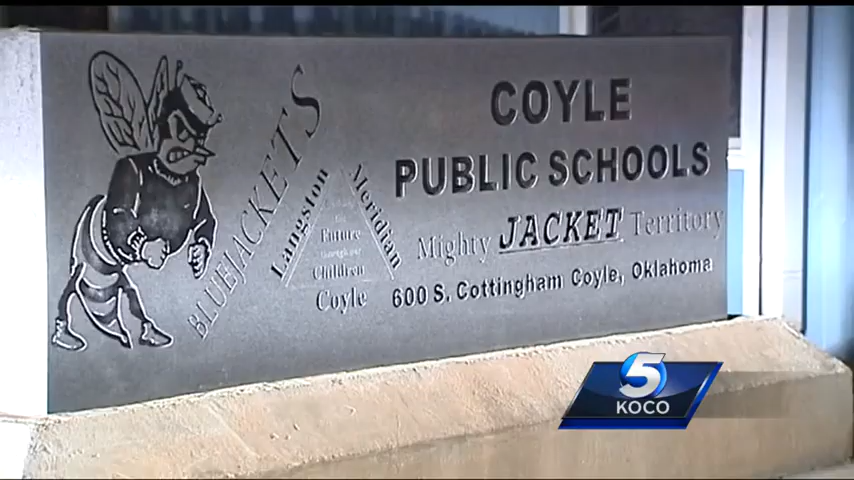 BLUEJACKETS
Langston
Meridian
Future
Children
Coyle
COYLE
PUBLIC SCHOOLS
Mighty JACKET Territory
600 S. Cottingham Coyle, Oklahoma
5
KOCO